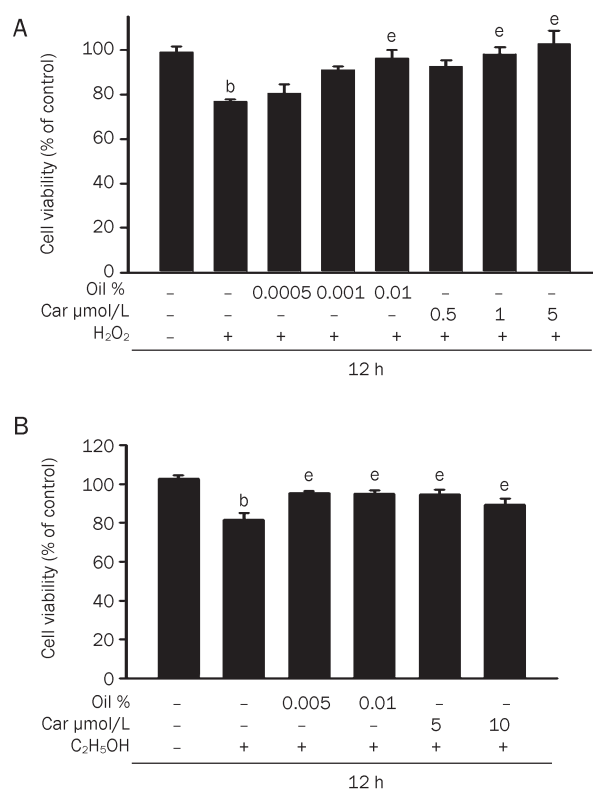 A
Cell viability (% of control)
100
80
60
40
20
0
b
e
e
e
Oil % – – 0.0005 0.001 0.01 – – –
Car μmol/L – – – – – 0.5 1 5
H₂O₂ – + + + + + + +
12 h
B
Cell viability (% of control)
120
100
80
60
40
20
0
b
e
e
e
e
Oil % – – 0.005 0.01 – –
Car μmol/L – – – – 5 10
C₂H₅OH – + + + + +
12 h